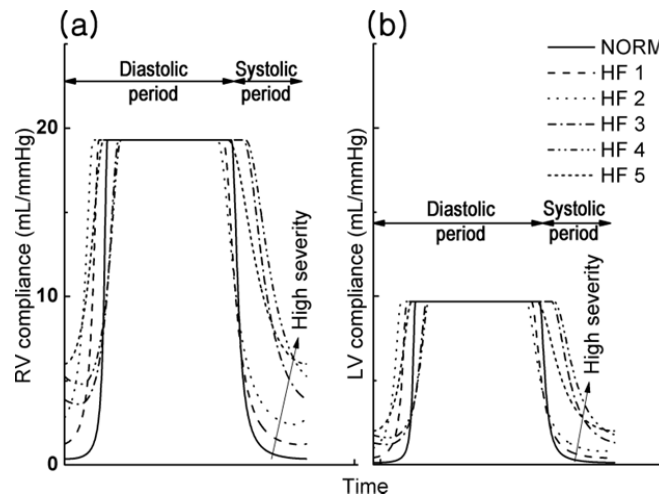 (a)
(b)
NORM
HF 1
HF 2
HF 3
HF 4
HF 5
Diastolic
period
Systolic
period
RV compliance (mL/mmHg)
20
10
0
High severity
Diastolic
period
Systolic
period
LV compliance (mL/mmHg)
High severity
Time